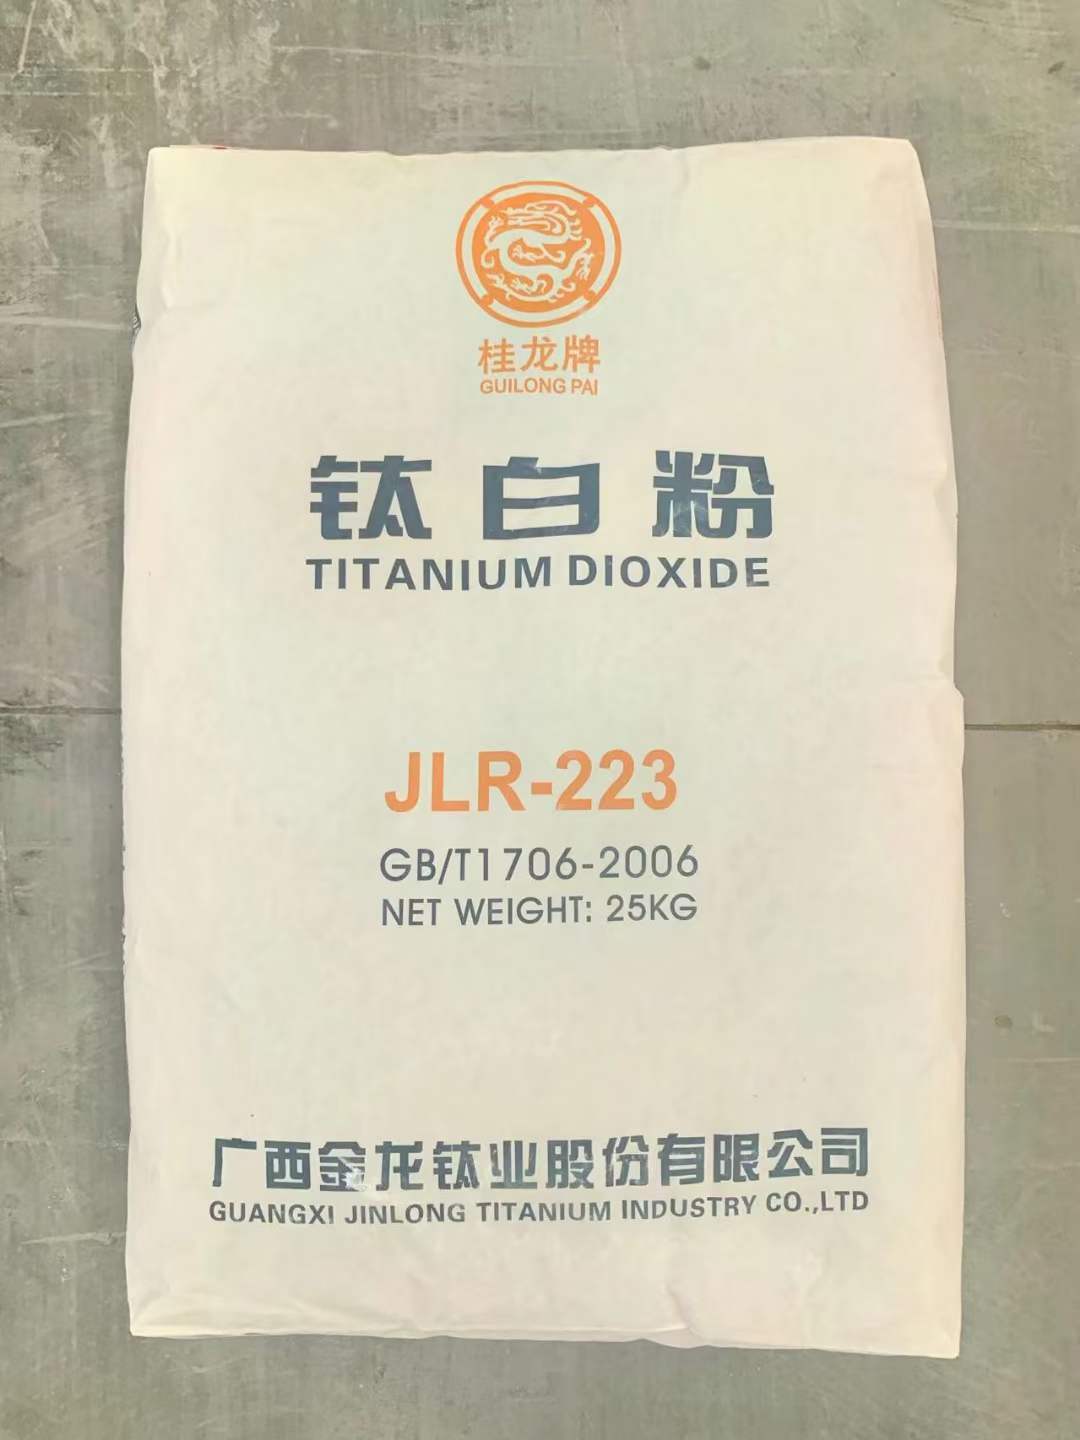 桂龙牌
GUILONG PAI
钛白粉
TITANIUM DIOXIDE
JLR-223
GB/T1706-2006
NET WEIGHT: 25KG
广西金龙钛业股份有限公司
GUANGXI JINLONG TITANIUM INDUSTRY CO.,LTD